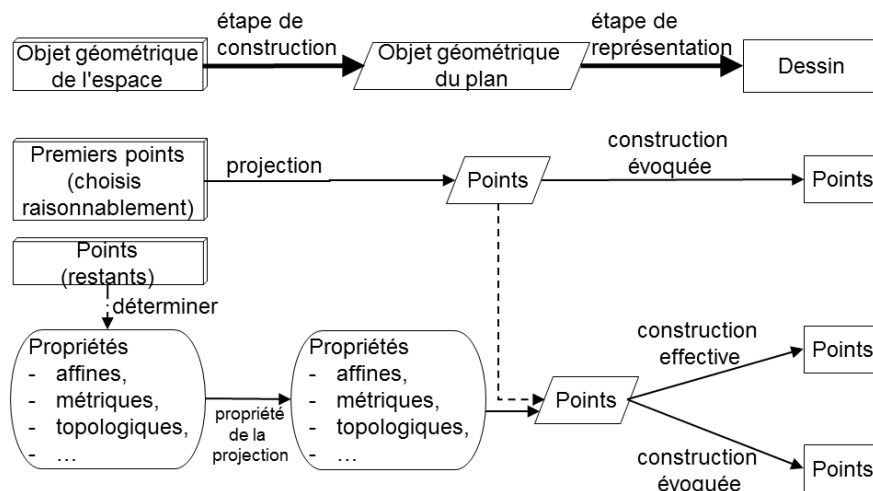 étape de
construction
étape de
représentation
Objet géométrique
de l'espace
Objet géométrique
du plan
Dessin
Premiers points
(choisis
raisonnablement)
projection
Points
construction
évoquée
Points
Points
(restants)
déterminer
Propriétés
- affines,
- métriques,
- topologiques,
- ...
propriété
de la
projection
Propriétés
- affines,
- métriques,
- topologiques,
- ...
Points
construction
effective
Points
construction
évoquée
Points